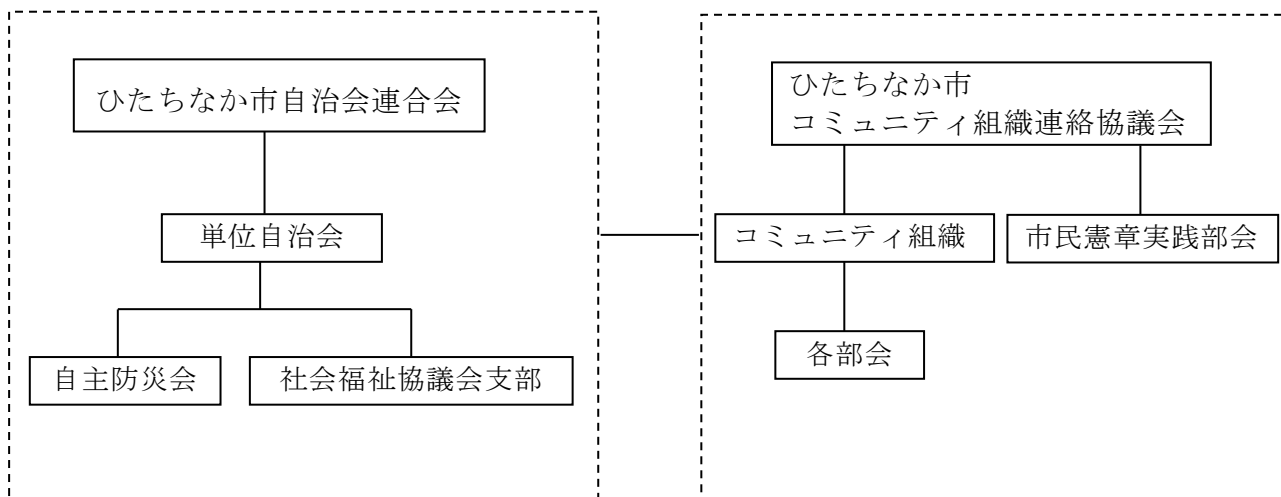 ひたちなか市自治会連合会
単位自治会
自主防災会
社会福祉協議会支部
ひたちなか市
コミュニティ組織連絡協議会
コミュニティ組織
市民憲章実践部会
各部会